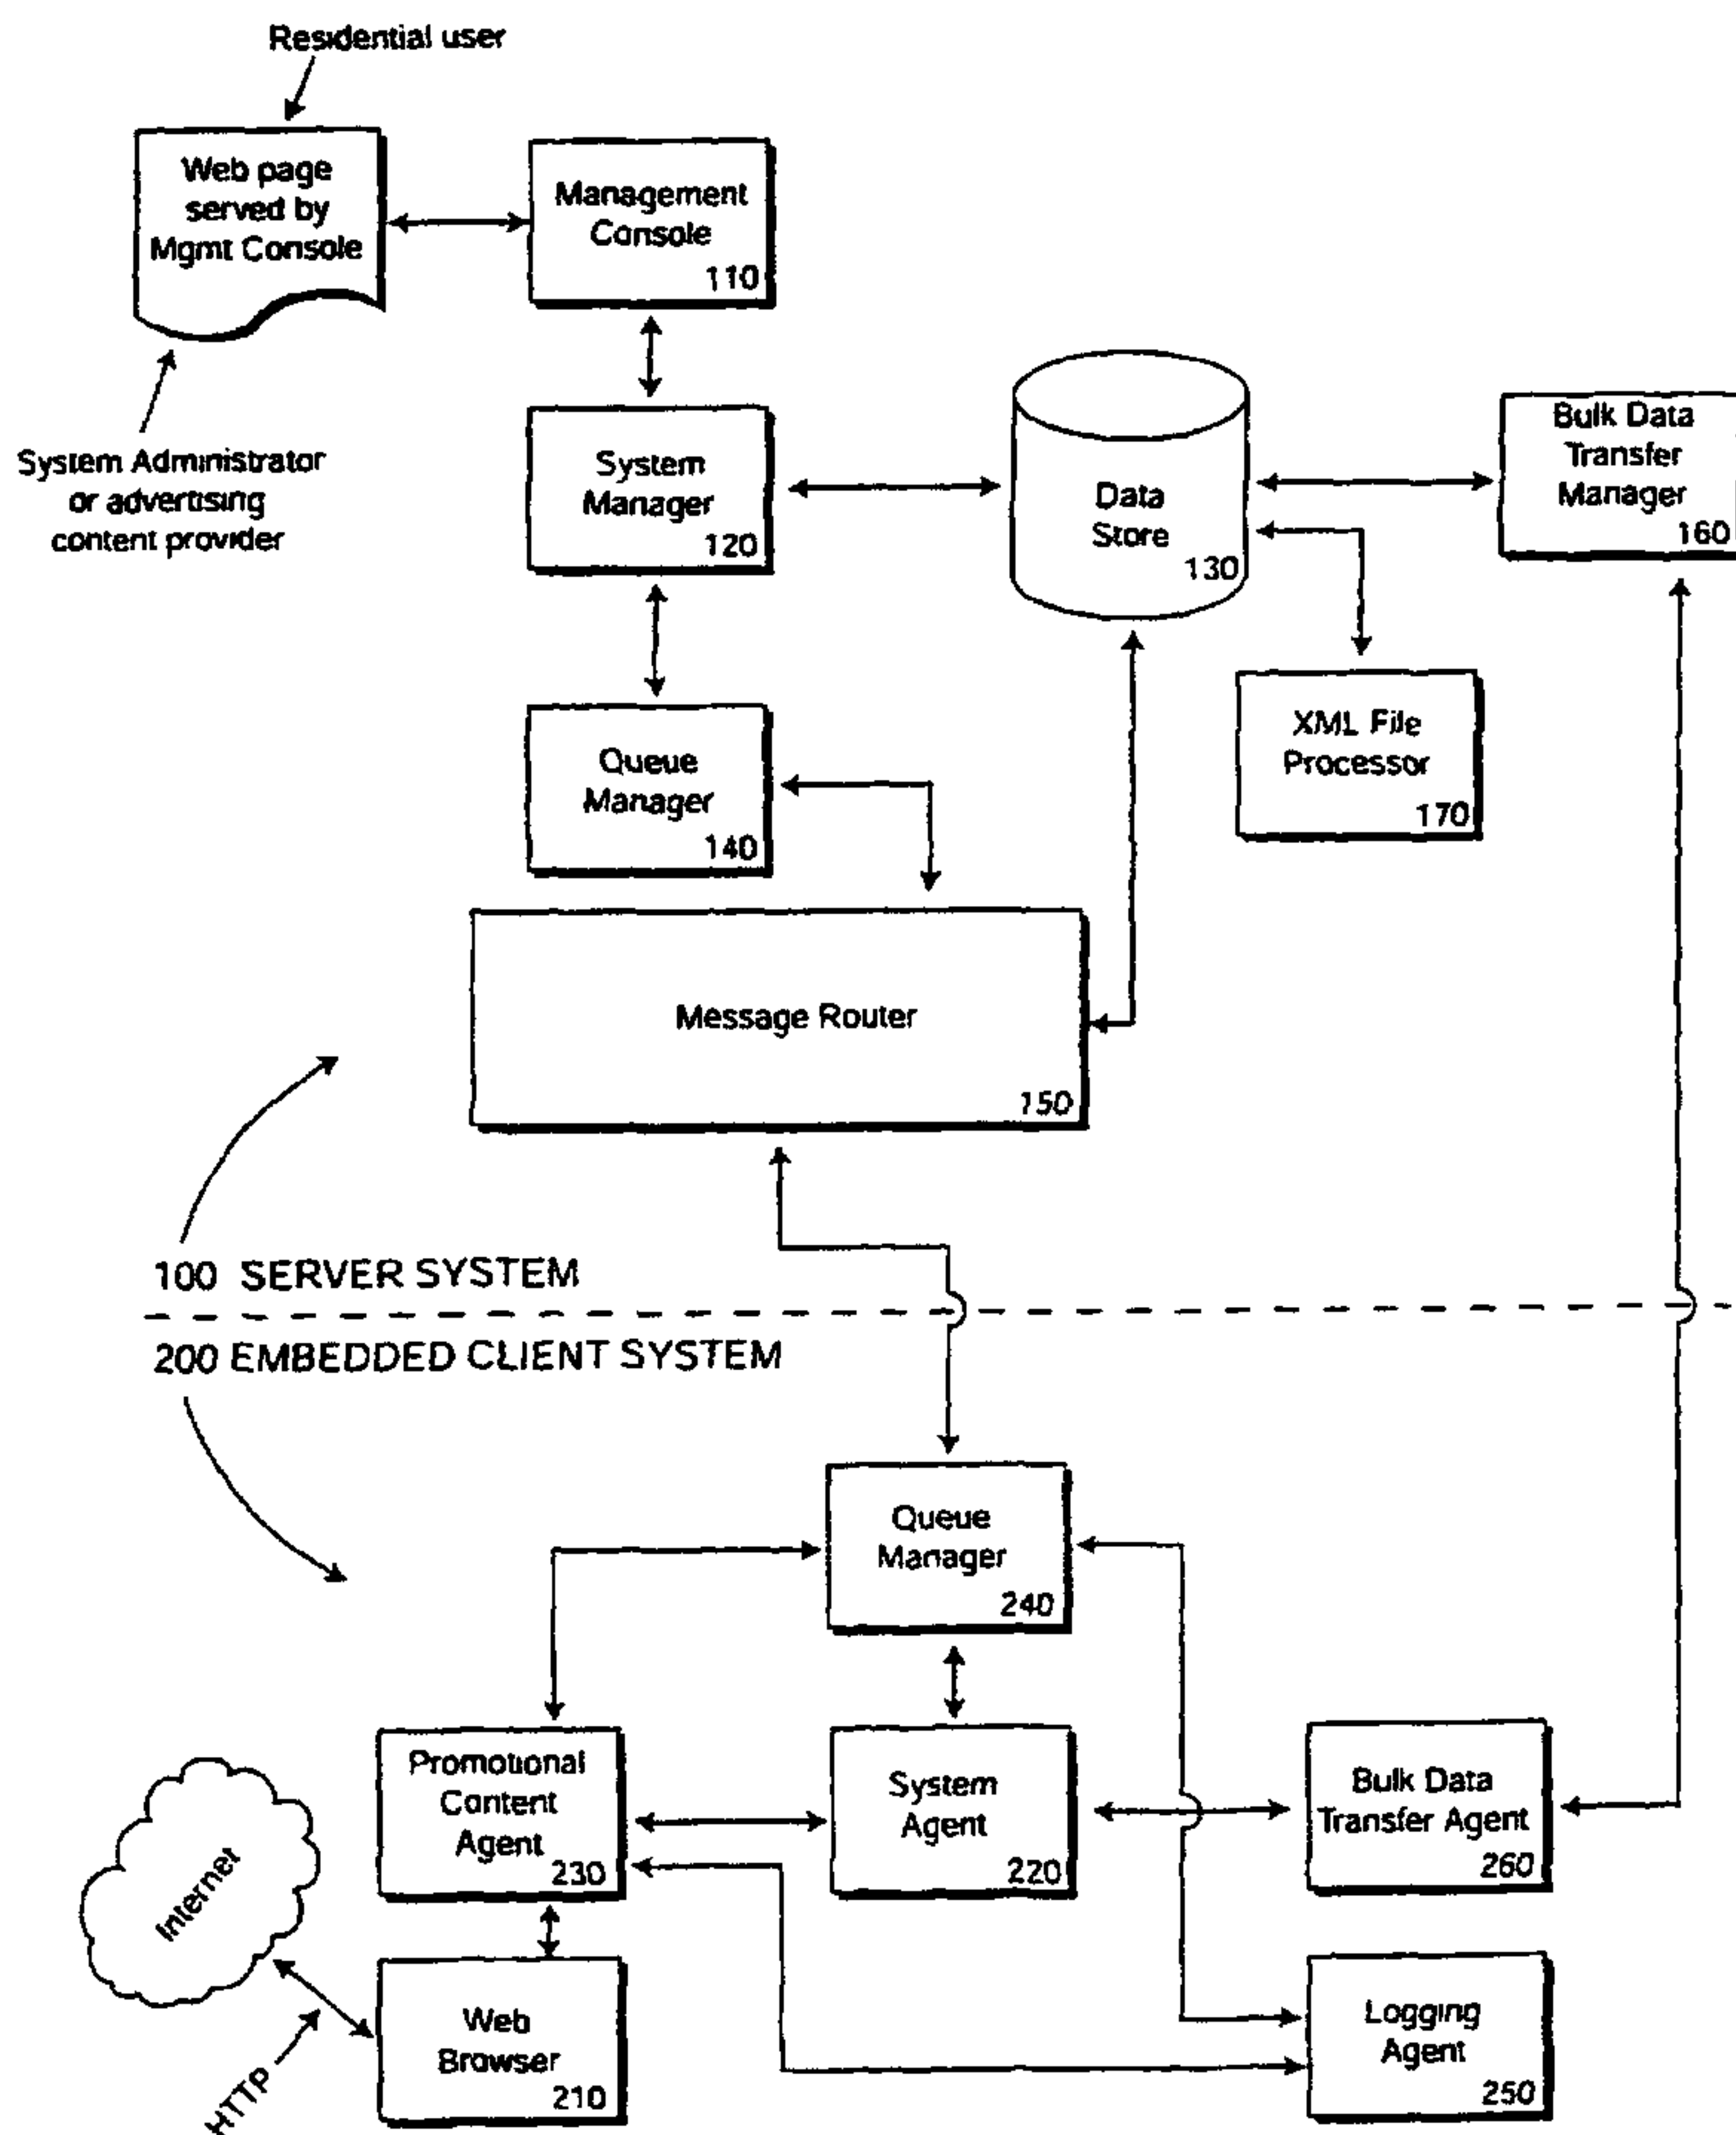 Residential user
Web page
served by
Mgmt Console
Management
Console
110
System Administrator
or advertising
content provider
System
Manager
120
Data
Store
130
Bulk Data
Transfer
Manager
160
XML File
Processor
170
Queue
Manager
140
Message Router
150
100 SERVER SYSTEM
200 EMBEDDED CLIENT SYSTEM
Queue
Manager
240
Promotional
Content
Agent
230
System
Agent
220
Bulk Data
Transfer Agent
260
Internet
HTTP
Web
Browser
210
Logging
Agent
250